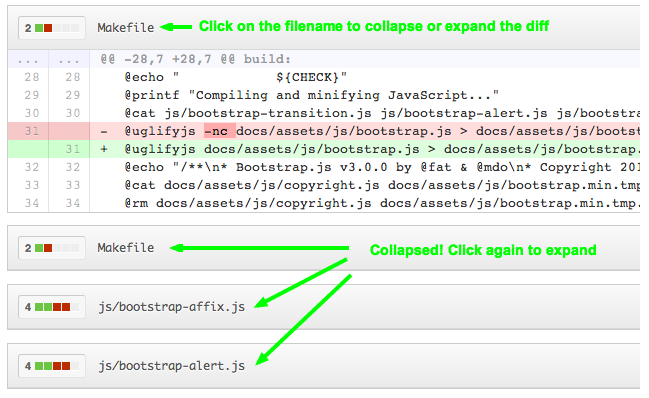 2 Makefile Click on the filename to collapse or expand the diff
... ... @@ -28,7 +28,7 @@ build:
28 28 @echo " ${CHECK}"
29 29 @printf "Compiling and minifying JavaScript..."
30 30 @cat js/bootstrap-transition.js js/bootstrap-alert.js js/bootstra
31 - @uglifyjs -nc docs/assets/js/bootstrap.js > docs/assets/js/bootst
31 + @uglifyjs docs/assets/js/bootstrap.js > docs/assets/js/bootstrap.
32 32 @echo "/**\n* Bootstrap.js v3.0.0 by @fat & @mdo\n* Copyright 201
33 33 @cat docs/assets/js/copyright.js docs/assets/js/bootstrap.min.tmp
34 34 @rm docs/assets/js/copyright.js docs/assets/js/bootstrap.min.tmp.
2 Makefile Collapsed! Click again to expand
4 js/bootstrap-affix.js
4 js/bootstrap-alert.js